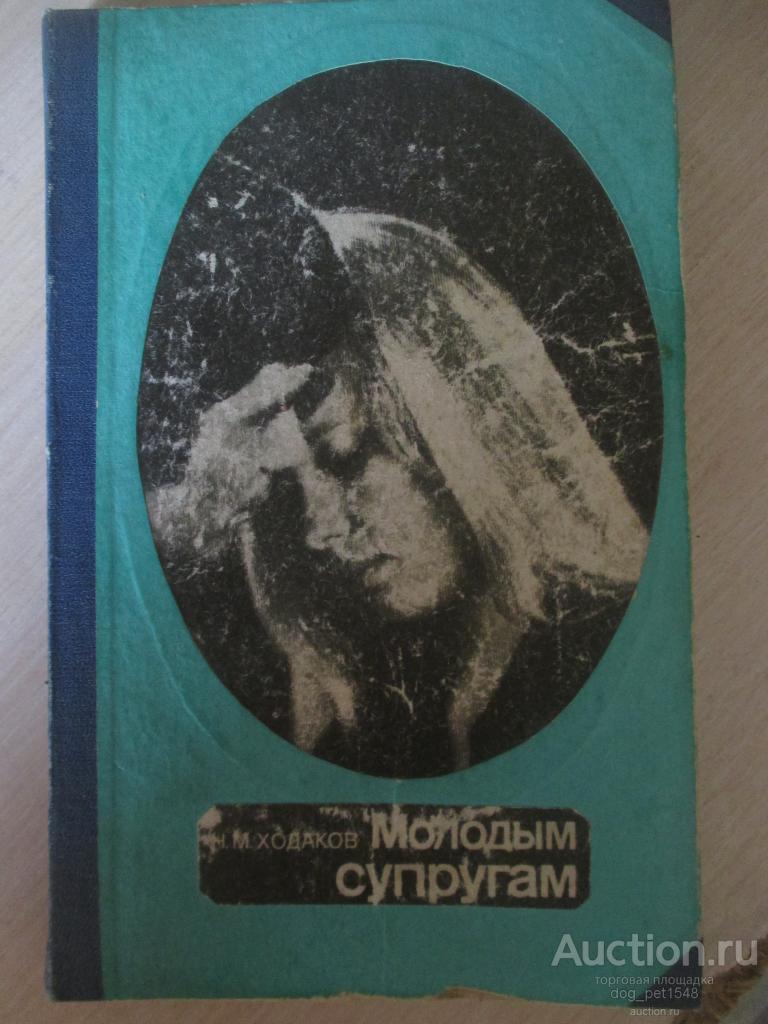 Н.М. ХОДАКОВ Молодым
супругам
Auction.ru
торговая площадка
dog_pet1548
auction.ru